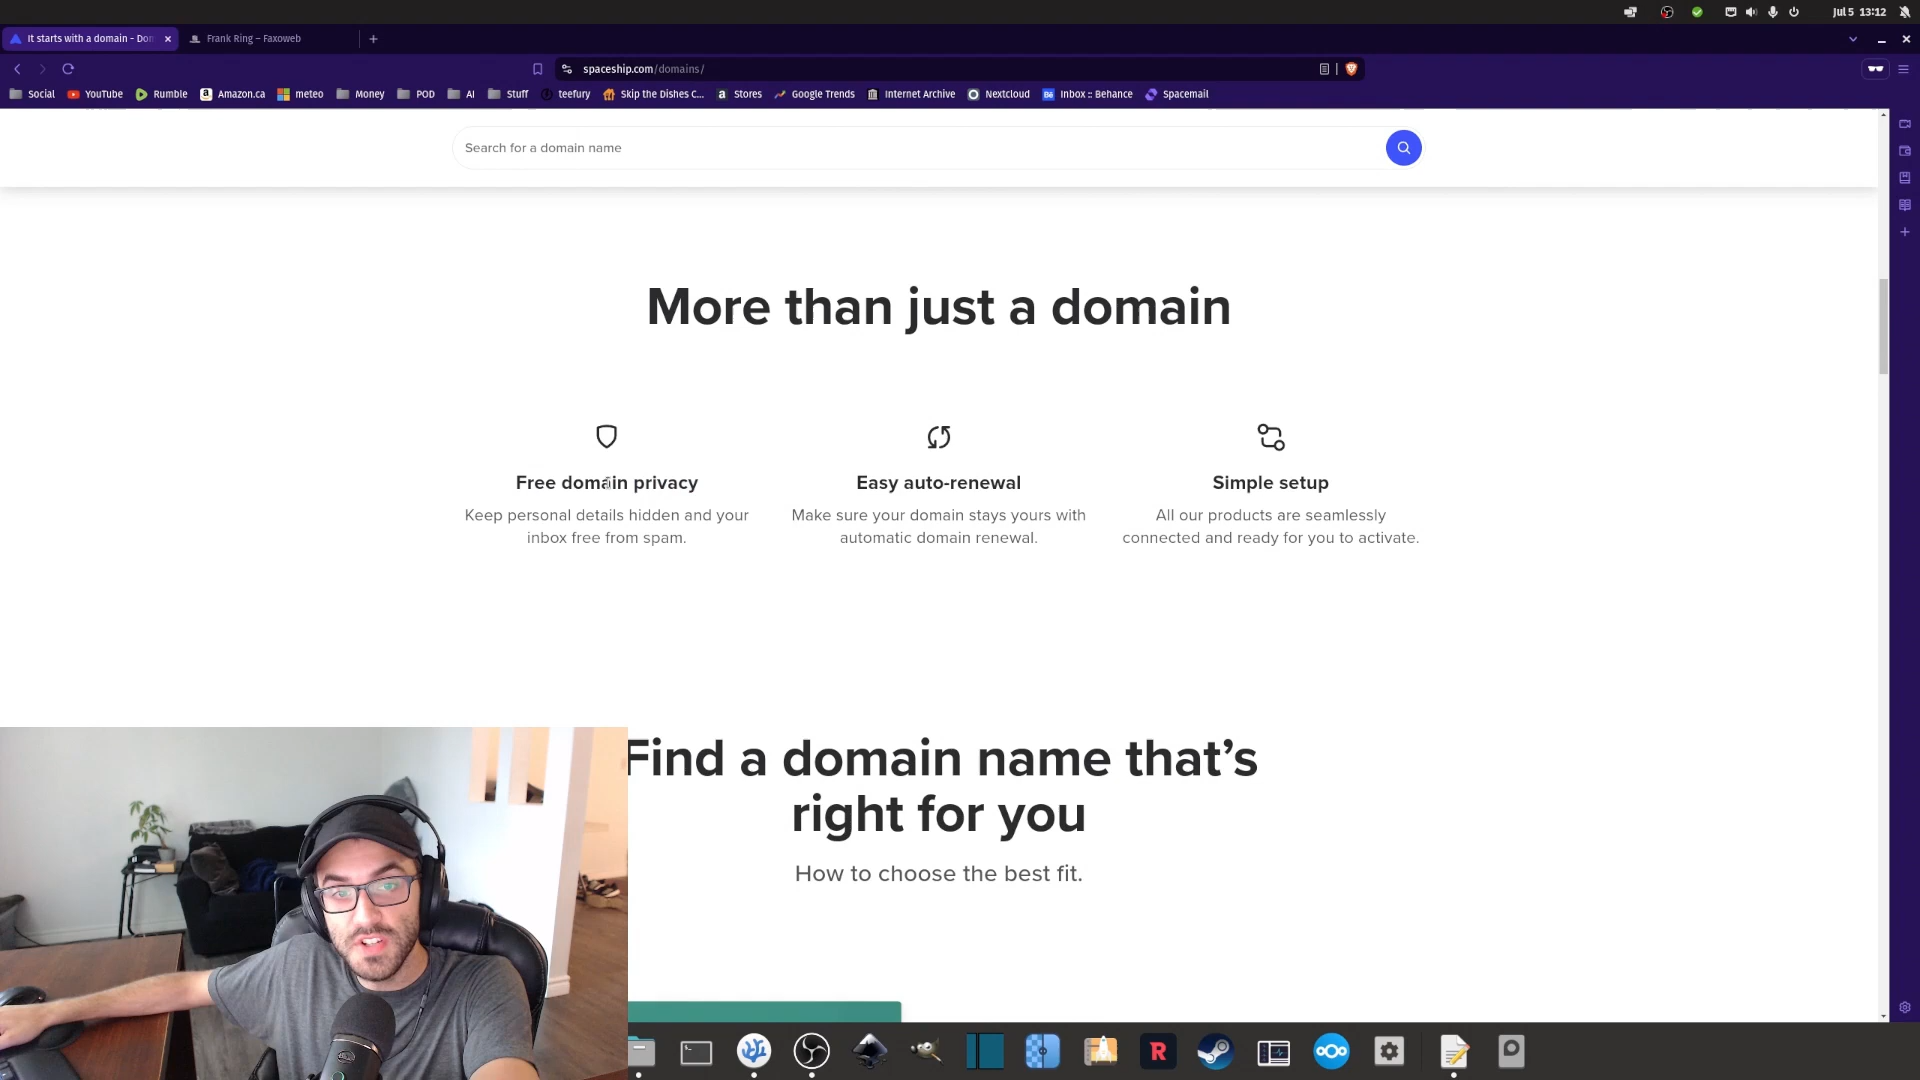 Jul 5 13:12
It starts with a domain - Don
Frank Ring – Faxoweb
spaceship.com/domains/
Social
YouTube
Rumble
Amazon.ca
meteo
Money
POD
AI
Stuff
teefury
Skip the Dishes C...
Stores
Google Trends
Internet Archive
Nextcloud
Inbox :: Behance
Spacemail
Search for a domain name
More than just a domain
Free domain privacy
Keep personal details hidden and your
inbox free from spam.
Easy auto-renewal
Make sure your domain stays yours with
automatic domain renewal.
Simple setup
All our products are seamlessly
connected and ready for you to activate.
Find a domain name that's
right for you
How to choose the best fit.